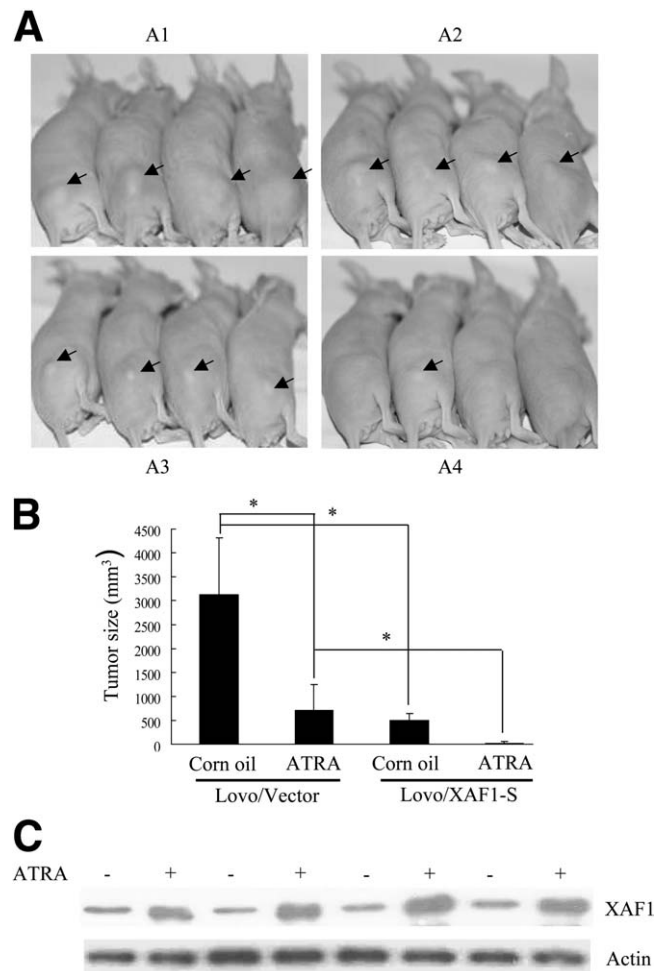 A
A1 A2
A3 A4
B
* *
*
Tumor size (mm³)
4500
4000
3500
3000
2500
2000
1500
1000
500
0
Corn oil ATRA Corn oil ATRA
Lovo/Vector Lovo/XAF1-S
C
ATRA - + - + - + - +
XAF1
Actin